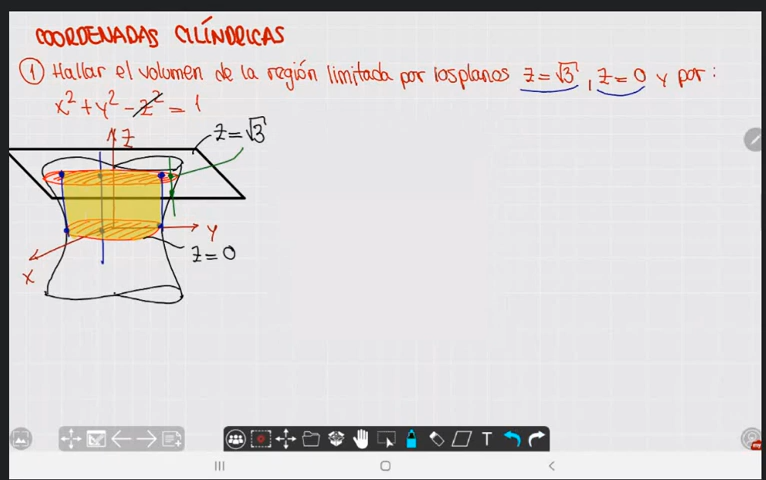 COORDENADAS CILÍNDRICAS
① Hallar el volumen de la región limitada por los planos z=√3, z=0 y por:
x² + y² - z² = 1
z
z=√3
y
z=0
x
T